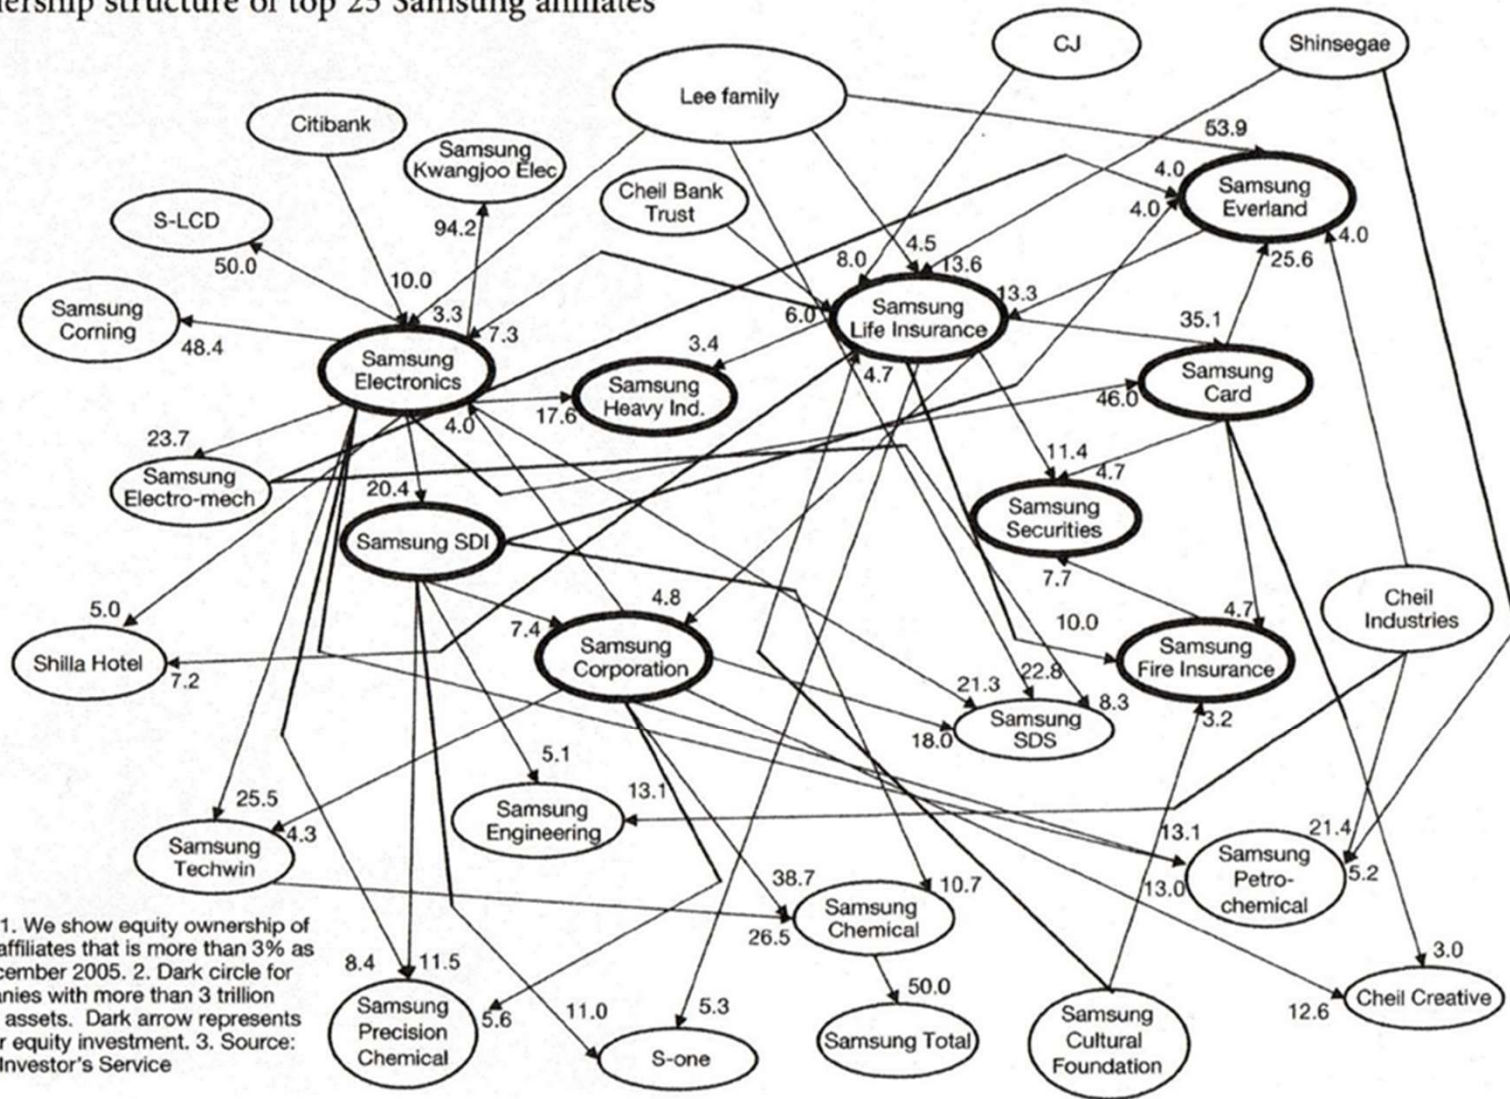 ership structure of top 25 Samsung affiliates
CJ
Shinsegae
Lee family
Citibank
Samsung
Kwangjoo Elec
53.9
Cheil Bank
Trust
4.0
Samsung
Everland
S-LCD
94.2
4.0
4.0
50.0
8.0
4.5
13.6
25.6
10.0
Samsung
Corning
3.3
6.0
Samsung
Life Insurance
13.3
35.1
48.4
7.3
3.4
Samsung
Electronics
4.7
Samsung
Card
Samsung
Heavy Ind.
46.0
17.6
4.0
23.7
Samsung
Electro-mech
20.4
11.4
4.7
Samsung
Securities
Samsung SDI
7.7
5.0
4.8
7.4
4.7
10.0
Cheil
Industries
Shilla Hotel
7.2
Samsung
Corporation
Samsung
Fire Insurance
22.8
21.3
8.3
3.2
Samsung
SDS
18.0
5.1
25.5
13.1
4.3
Samsung
Engineering
13.1
21.4
Samsung
Techwin
Samsung
Petro-
chemical
5.2
13.0
38.7
10.7
Samsung
Chemical
26.5
1. We show equity ownership of
affiliates that is more than 3% as
cember 2005. 2. Dark circle for
anies with more than 3 trillion
assets. Dark arrow represents
r equity investment. 3. Source:
Investor's Service
8.4
11.5
3.0
50.0
Cheil Creative
12.6
Samsung
Precision
Chemical
5.6
11.0
5.3
S-one
Samsung Total
Samsung
Cultural
Foundation